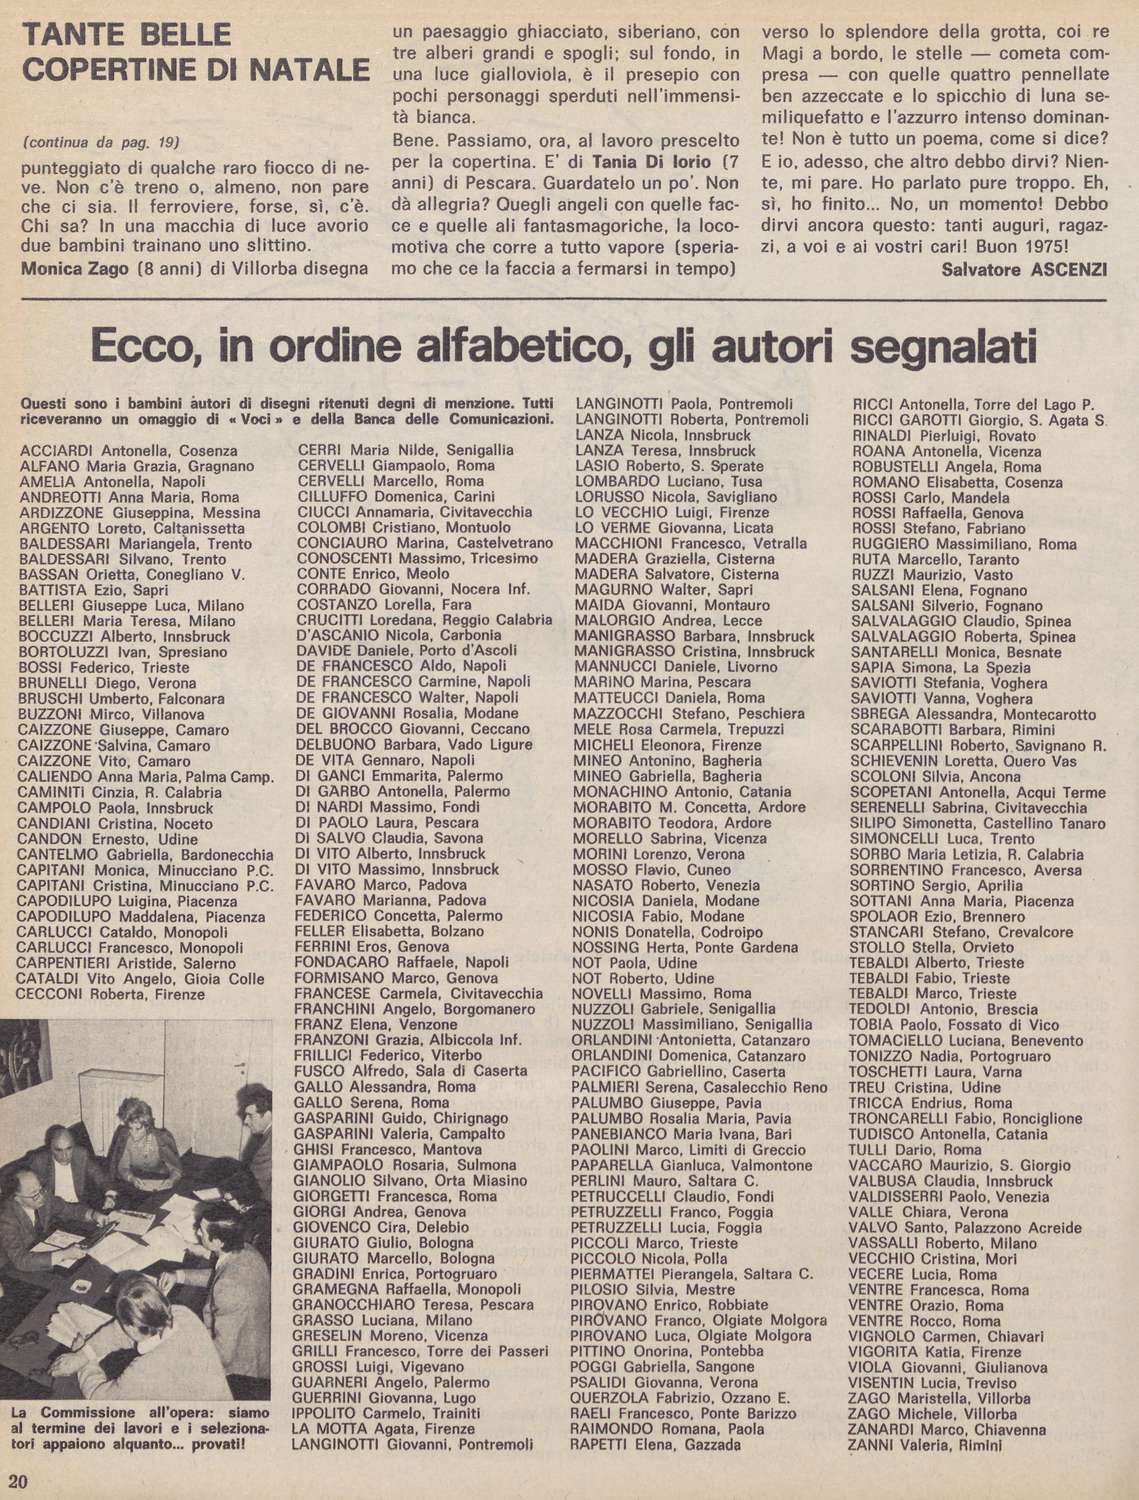 TANTE BELLE
COPERTINE DI NATALE
(continua da pag. 19)
punteggiato di qualche raro fiocco di ne-
ve. Non c'è treno o, almeno, non pare
che ci sia. Il ferroviere, forse, sì, c'è.
Chi sa? In una macchia di luce avorio
due bambini trainano uno slittino.
Monica Zago (8 anni) di Villorba disegna
un paesaggio ghiacciato, siberiano, con
tre alberi grandi e spogli; sul fondo, in
una luce gialloviola, è il presepio con
pochi personaggi sperduti nell'immensi-
tà bianca.
Bene. Passiamo, ora, al lavoro prescelto
per la copertina. E' di Tania Di Iorio (7
anni) di Pescara. Guardatelo un po'. Non
dà allegria? Quegli angeli con quelle fac-
ce e quelle ali fantasmagoriche, la loco-
motiva che corre a tutto vapore (speria-
mo che ce la faccia a fermarsi in tempo)
verso lo splendore della grotta, coi re
Magi a bordo, le stelle — cometa com-
presa — con quelle quattro pennellate
ben azzeccate e lo spicchio di luna se-
miliquefatto e l'azzurro intenso dominan-
te! Non è tutto un poema, come si dice?
E io, adesso, che altro debbo dirvi? Nien-
te, mi pare. Ho parlato pure troppo. Eh,
sì, ho finito... No, un momento! Debbo
dirvi ancora questo: tanti auguri, ragaz-
zi, a voi e ai vostri cari! Buon 1975!
Salvatore ASCENZI
Ecco, in ordine alfabetico, gli autori segnalati
Questi sono i bambini autori di disegni ritenuti degni di menzione. Tutti
riceveranno un omaggio di « Voci » e della Banca delle Comunicazioni.
ACCIARDI Antonella, Cosenza
ALFANO Maria Grazia, Gragnano
AMELIA Antonella, Napoli
ANDREOTTI Anna Maria, Roma
ARDIZZONE Giuseppina, Messina
ARGENTO Loreto, Caltanissetta
BALDESSARI Mariangela, Trento
BALDESSARI Silvano, Trento
BASSAN Orietta, Conegliano V.
BATTISTA Ezio, Sapri
BELLERI Giuseppe Luca, Milano
BELLERI Maria Teresa, Milano
BOCCUZZI Alberto, Innsbruck
BORTOLUZZI Ivan, Spresiano
BOSSI Federico, Trieste
BRUNELLI Diego, Verona
BRUSCHI Umberto, Falconara
BUZZONI Mirco, Villanova
CAIZZONE Giuseppe, Camaro
CAIZZONE Salvina, Camaro
CAIZZONE Vito, Camaro
CALIENDO Anna Maria, Palma Camp.
CAMINITI Cinzia, R. Calabria
CAMPOLO Paola, Innsbruck
CANDIANI Cristina, Noceto
CANDON Ernesto, Udine
CANTELMO Gabriella, Bardonecchia
CAPITANI Monica, Minucciano P.C.
CAPITANI Cristina, Minucciano P.C.
CAPODILUPO Luigina, Piacenza
CAPODILUPO Maddalena, Piacenza
CARLUCCI Cataldo, Monopoli
CARLUCCI Francesco, Monopoli
CARPENTIERI Aristide, Salerno
CATALDI Vito Angelo, Gioia Colle
CECCONI Roberta, Firenze
La Commissione all'opera: siamo
al termine dei lavori e i seleziona-
tori appaiono alquanto... provati!
CERRI Maria Nilde, Senigallia
CERVELLI Giampaolo, Roma
CERVELLI Marcello, Roma
CILLUFFO Domenica, Carini
CIUCCI Annamaria, Civitavecchia
COLOMBI Cristiano, Montuolo
CONCIAURO Marina, Castelvetrano
CONOSCENTI Massimo, Tricesimo
CONTE Enrico, Meolo
CORRADO Giovanni, Nocera Inf.
COSTANZO Lorella, Fara
CRUCITTI Loredana, Reggio Calabria
D'ASCANIO Nicola, Carbonia
DAVIDE Daniele, Porto d'Ascoli
DE FRANCESCO Aldo, Napoli
DE FRANCESCO Carmine, Napoli
DE FRANCESCO Walter, Napoli
DE GIOVANNI Rosalia, Modane
DEL BROCCO Giovanni, Ceccano
DELBUONO Barbara, Vado Ligure
DE VITA Gennaro, Napoli
DI GANCI Emmarita, Palermo
DI GARBO Antonella, Palermo
DI NARDI Massimo, Fondi
DI PAOLO Laura, Pescara
DI SALVO Claudia, Savona
DI VITO Alberto, Innsbruck
DI VITO Massimo, Innsbruck
FAVARO Marco, Padova
FAVARO Marianna, Padova
FEDERICO Concetta, Palermo
FELLER Elisabetta, Bolzano
FERRINI Eros, Genova
FONDACARO Raffaele, Napoli
FORMISANO Marco, Genova
FRANCESE Carmela, Civitavecchia
FRANCHINI Angelo, Borgomanero
FRANZ Elena, Venzone
FRANZONI Grazia, Albiccola Inf.
FRILLICI Federico, Viterbo
FUSCO Alfredo, Sala di Caserta
GALLO Alessandra, Roma
GALLO Serena, Roma
GASPARINI Guido, Chirignago
GASPARINI Valeria, Campalto
GHISI Francesco, Mantova
GIAMPAOLO Rosaria, Sulmona
GIANOLIO Silvano, Orta Miasino
GIORGETTI Francesca, Roma
GIORGI Andrea, Genova
GIOVENCO Cira, Delebio
GIURATO Giulio, Bologna
GIURATO Marcello, Bologna
GRADINI Enrica, Portogruaro
GRAMEGNA Raffaella, Monopoli
GRANOCCHIARO Teresa, Pescara
GRASSO Luciana, Milano
GRESELIN Moreno, Vicenza
GRILLI Francesco, Torre dei Passeri
GROSSI Luigi, Vigevano
GUARNERI Angelo, Palermo
GUERRINI Giovanna, Lugo
IPPOLITO Carmelo, Trainiti
LA MOTTA Agata, Firenze
LANGINOTTI Giovanni, Pontremoli
LANGINOTTI Paola, Pontremoli
LANGINOTTI Roberta, Pontremoli
LANZA Nicola, Innsbruck
LANZA Teresa, Innsbruck
LASIO Roberto, S. Sperate
LOMBARDO Luciano, Tusa
LORUSSO Nicola, Savigliano
LO VECCHIO Luigi, Firenze
LO VERME Giovanna, Licata
MACCHIONI Francesco, Vetralla
MADERA Graziella, Cisterna
MADERA Salvatore, Cisterna
MAGURNO Walter, Sapri
MAIDA Giovanni, Montauro
MALORGIO Andrea, Lecce
MANIGRASSO Barbara, Innsbruck
MANIGRASSO Cristina, Innsbruck
MANNUCCI Daniele, Livorno
MARINO Marina, Pescara
MATTEUCCI Daniela, Roma
MAZZOCCHI Stefano, Peschiera
MELE Rosa Carmela, Trepuzzi
MICHELI Eleonora, Firenze
MINEO Antonino, Bagheria
MINEO Gabriella, Bagheria
MONACHINO Antonio, Catania
MORABITO M. Concetta, Ardore
MORABITO Teodora, Ardore
MORELLO Sabrina, Vicenza
MORINI Lorenzo, Verona
MOSSO Flavio, Cuneo
NASATO Roberto, Venezia
NICOSIA Daniela, Modane
NICOSIA Fabio, Modane
NONIS Donatella, Codroipo
NOSSING Herta, Ponte Gardena
NOT Paola, Udine
NOT Roberto, Udine
NOVELLI Massimo, Roma
NUZZOLI Gabriele, Senigallia
NUZZOLI Massimiliano, Senigallia
ORLANDINI Antonietta, Catanzaro
ORLANDINI Domenica, Catanzaro
PACIFICO Gabriellino, Caserta
PALMIERI Serena, Casalecchio Reno
PALUMBO Giuseppe, Pavia
PALUMBO Rosalia Maria, Pavia
PANEBIANCO Maria Ivana, Bari
PAOLINI Marco, Limiti di Greccio
PAPARELLA Gianluca, Valmontone
PERLINI Mauro, Saltara C.
PETRUCCELLI Claudio, Fondi
PETRUZZELLI Franco, Foggia
PETRUZZELLI Lucia, Foggia
PICCOLI Marco, Trieste
PICCOLO Nicola, Polla
PIERMATTEI Pierangela, Saltara C.
PILOSIO Silvia, Mestre
PIROVANO Enrico, Robbiate
PIROVANO Franco, Olgiate Molgora
PIROVANO Luca, Olgiate Molgora
PITTINO Onorina, Pontebba
POGGI Gabriella, Sangone
PSALIDI Giovanna, Verona
QUERZOLA Fabrizio, Ozzano E.
RAELI Francesco, Ponte Barizzo
RAIMONDO Romana, Paola
RAPETTI Elena, Gazzada
RICCI Antonella, Torre del Lago P.
RICCI GAROTTI Giorgio, S. Agata S
RINALDI Pierluigi, Rovato
ROANA Antonella, Vicenza
ROBUSTELLI Angela, Roma
ROMANO Elisabetta, Cosenza
ROSSI Carlo, Mandela
ROSSI Raffaella, Genova
ROSSI Stefano, Fabriano
RUGGIERO Massimiliano, Roma
RUTA Marcello, Taranto
RUZZI Maurizio, Vasto
SALSANI Elena, Fognano
SALSANI Silverio, Fognano
SALVALAGGIO Claudio, Spinea
SALVALAGGIO Roberta, Spinea
SANTARELLI Monica, Besnate
SAPIA Simona, La Spezia
SAVIOTTI Stefania, Voghera
SAVIOTTI Vanna, Voghera
SBREGA Alessandra, Montecarotto
SCARABOTTI Barbara, Rimini
SCARPELLINI Roberto, Savignano R.
SCHIEVENIN Loretta, Quero Vas
SCOLONI Silvia, Ancona
SCOPETANI Antonella, Acqui Terme
SERENELLI Sabrina, Civitavecchia
SILIPO Simonetta, Castellino Tanaro
SIMONCELLI Luca, Trento
SORBO Maria Letizia, R. Calabria
SORRENTINO Francesco, Aversa
SORTINO Sergio, Aprilia
SOTTANI Anna Maria, Piacenza
SPOLAOR Ezio, Brennero
STANCARI Stefano, Crevalcore
STOLLO Stella, Orvieto
TEBALDI Alberto, Trieste
TEBALDI Fabio, Trieste
TEBALDI Marco, Trieste
TEDOLDI Antonio, Brescia
TOBIA Paolo, Fossato di Vico
TOMACIELLO Luciana, Benevento
TONIZZO Nadia, Portogruaro
TOSCHETTI Laura, Varna
TREU Cristina, Udine
TRICCA Endrius, Roma
TRONCARELLI Fabio, Ronciglione
TUDISCO Antonella, Catania
TULLI Dario, Roma
VACCARO Maurizio, S. Giorgio
VALBUSA Claudia, Innsbruck
VALDISSERRI Paolo, Venezia
VALLE Chiara, Verona
VALVO Santo, Palazzono Acreide
VASSALLI Roberto, Milano
VECCHIO Cristina, Mori
VECERE Lucia, Roma
VENTRE Francesca, Roma
VENTRE Orazio, Roma
VENTRE Rocco, Roma
VIGNOLO Carmen, Chiavari
VIGORITA Katia, Firenze
VIOLA Giovanni, Giulianova
VISENTIN Lucia, Treviso
ZAGO Maristella, Villorba
ZAGO Michele, Villorba
ZANARDI Marco, Chiavenna
ZANNI Valeria, Rimini
20